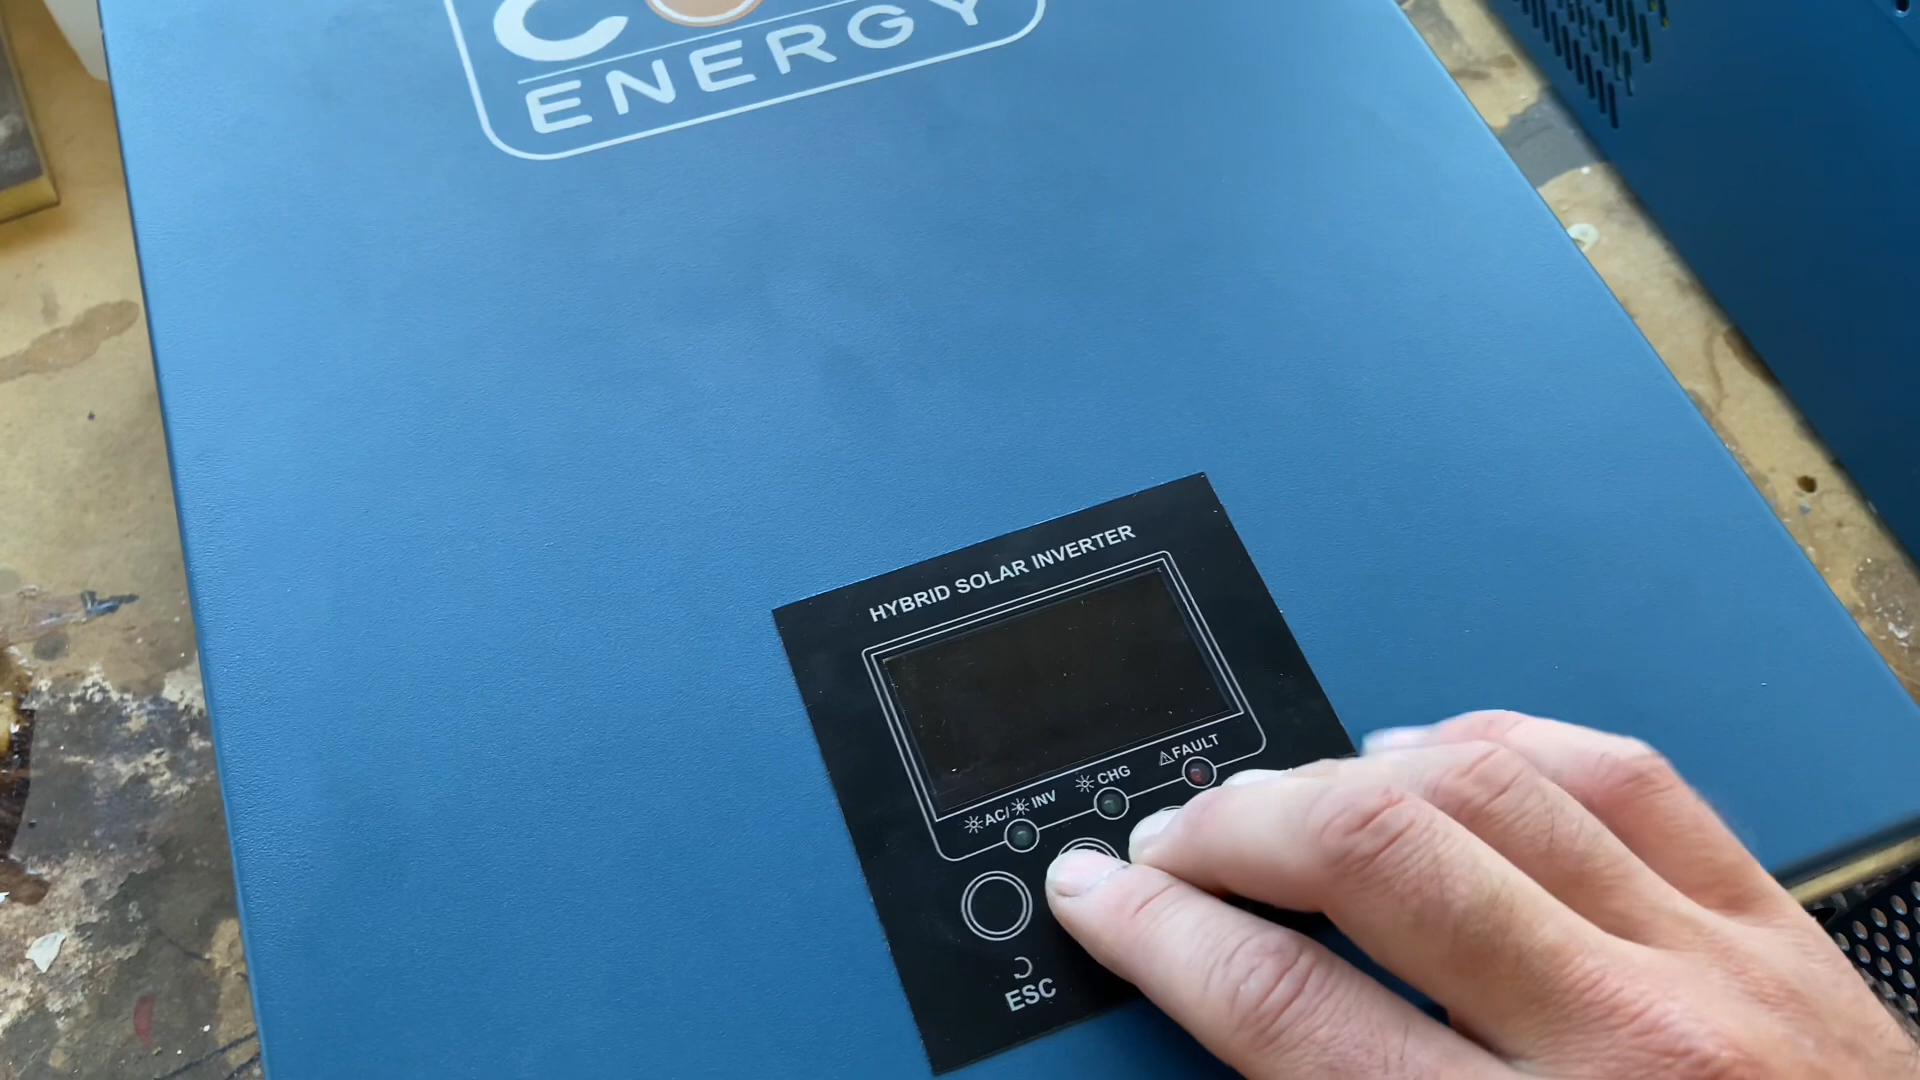 ENERGY
HYBRID SOLAR INVERTER
AC/ INV
CHG
FAULT
ESC